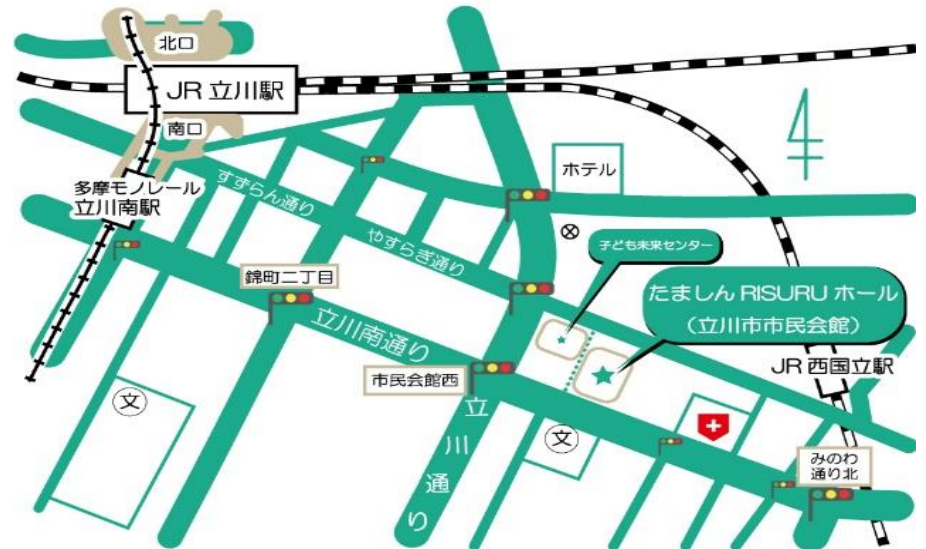 北口
JR 立川駅
南口
多摩モノレール
立川南駅
すずらん通り
やすらぎ通り
ホテル
子ども未来センター
たましん RISURU ホール
(立川市市民会館)
錦町二丁目
立川南通り
市民会館西
立川通り
JR 西国立駅
文
文
みのわ
通り北